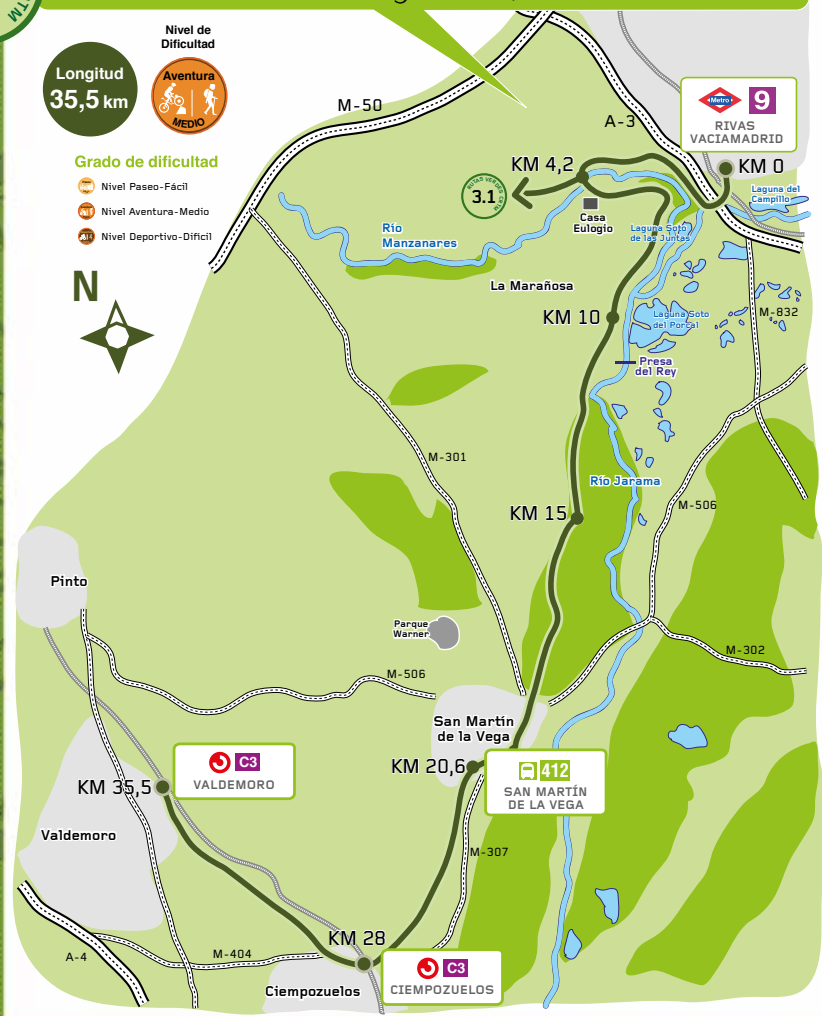 TM
Longitud
35,5 km
Nivel de
Dificultad
Aventura
MEDIO
Grado de dificultad
Nivel Paseo-Fácil
Nivel Aventura-Medio
Nivel Deportivo-Difícil
N
M-50
A-3
Metro
9
RIVAS
VACIAMADRID
KM 0
KM 4,2
RUTAS VERDES CRTM
3.1
Casa
Eulogio
Laguna del
Campillo
Río
Manzanares
Laguna Soto
de las Juntas
La Marañosa
KM 10
Laguna Soto
del Porcal
M-832
Presa
del Rey
M-301
Río Jarama
M-506
KM 15
Pinto
Parque
Warner
M-302
M-506
San Martín
de la Vega
KM 20,6
412
SAN MARTÍN
DE LA VEGA
C3
VALDEMORO
KM 35,5
Valdemoro
M-307
KM 28
M-404
A-4
C3
CIEMPOZUELOS
Ciempozuelos